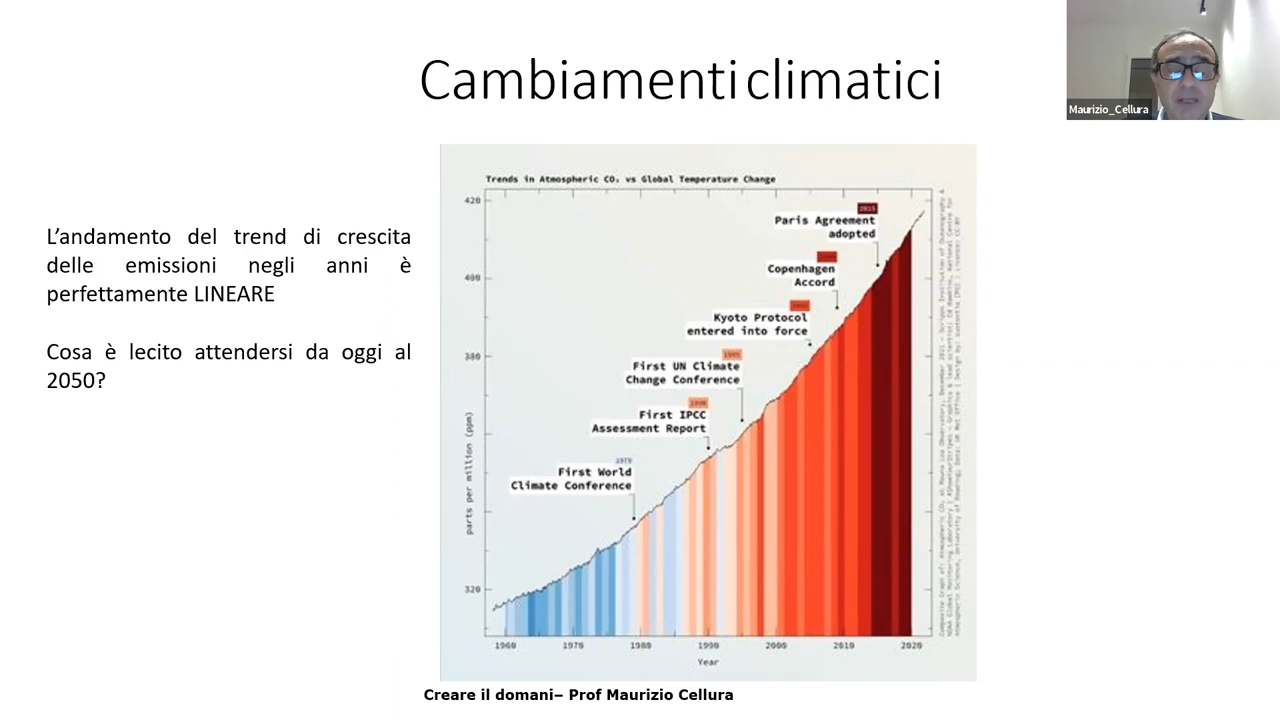 Cambiamenti climatici
Maurizio_Cellura
L'andamento del trend di crescita
delle emissioni negli anni è
perfettamente LINEARE
Cosa è lecito attendersi da oggi al
2050?
Trends in Atmospheric CO₂ vs Global Temperature Change
420
400
380
320
parts per million (ppm)
2015
Paris Agreement
adopted
Copenhagen
Accord
Kyoto Protocol
entered into force
1995
First UN Climate
Change Conference
1990
First IPCC
Assessment Report
1979
First World
Climate Conference
1960 1970 1980 1990 2000 2010 2020
Year
Creare il domani– Prof Maurizio Cellura